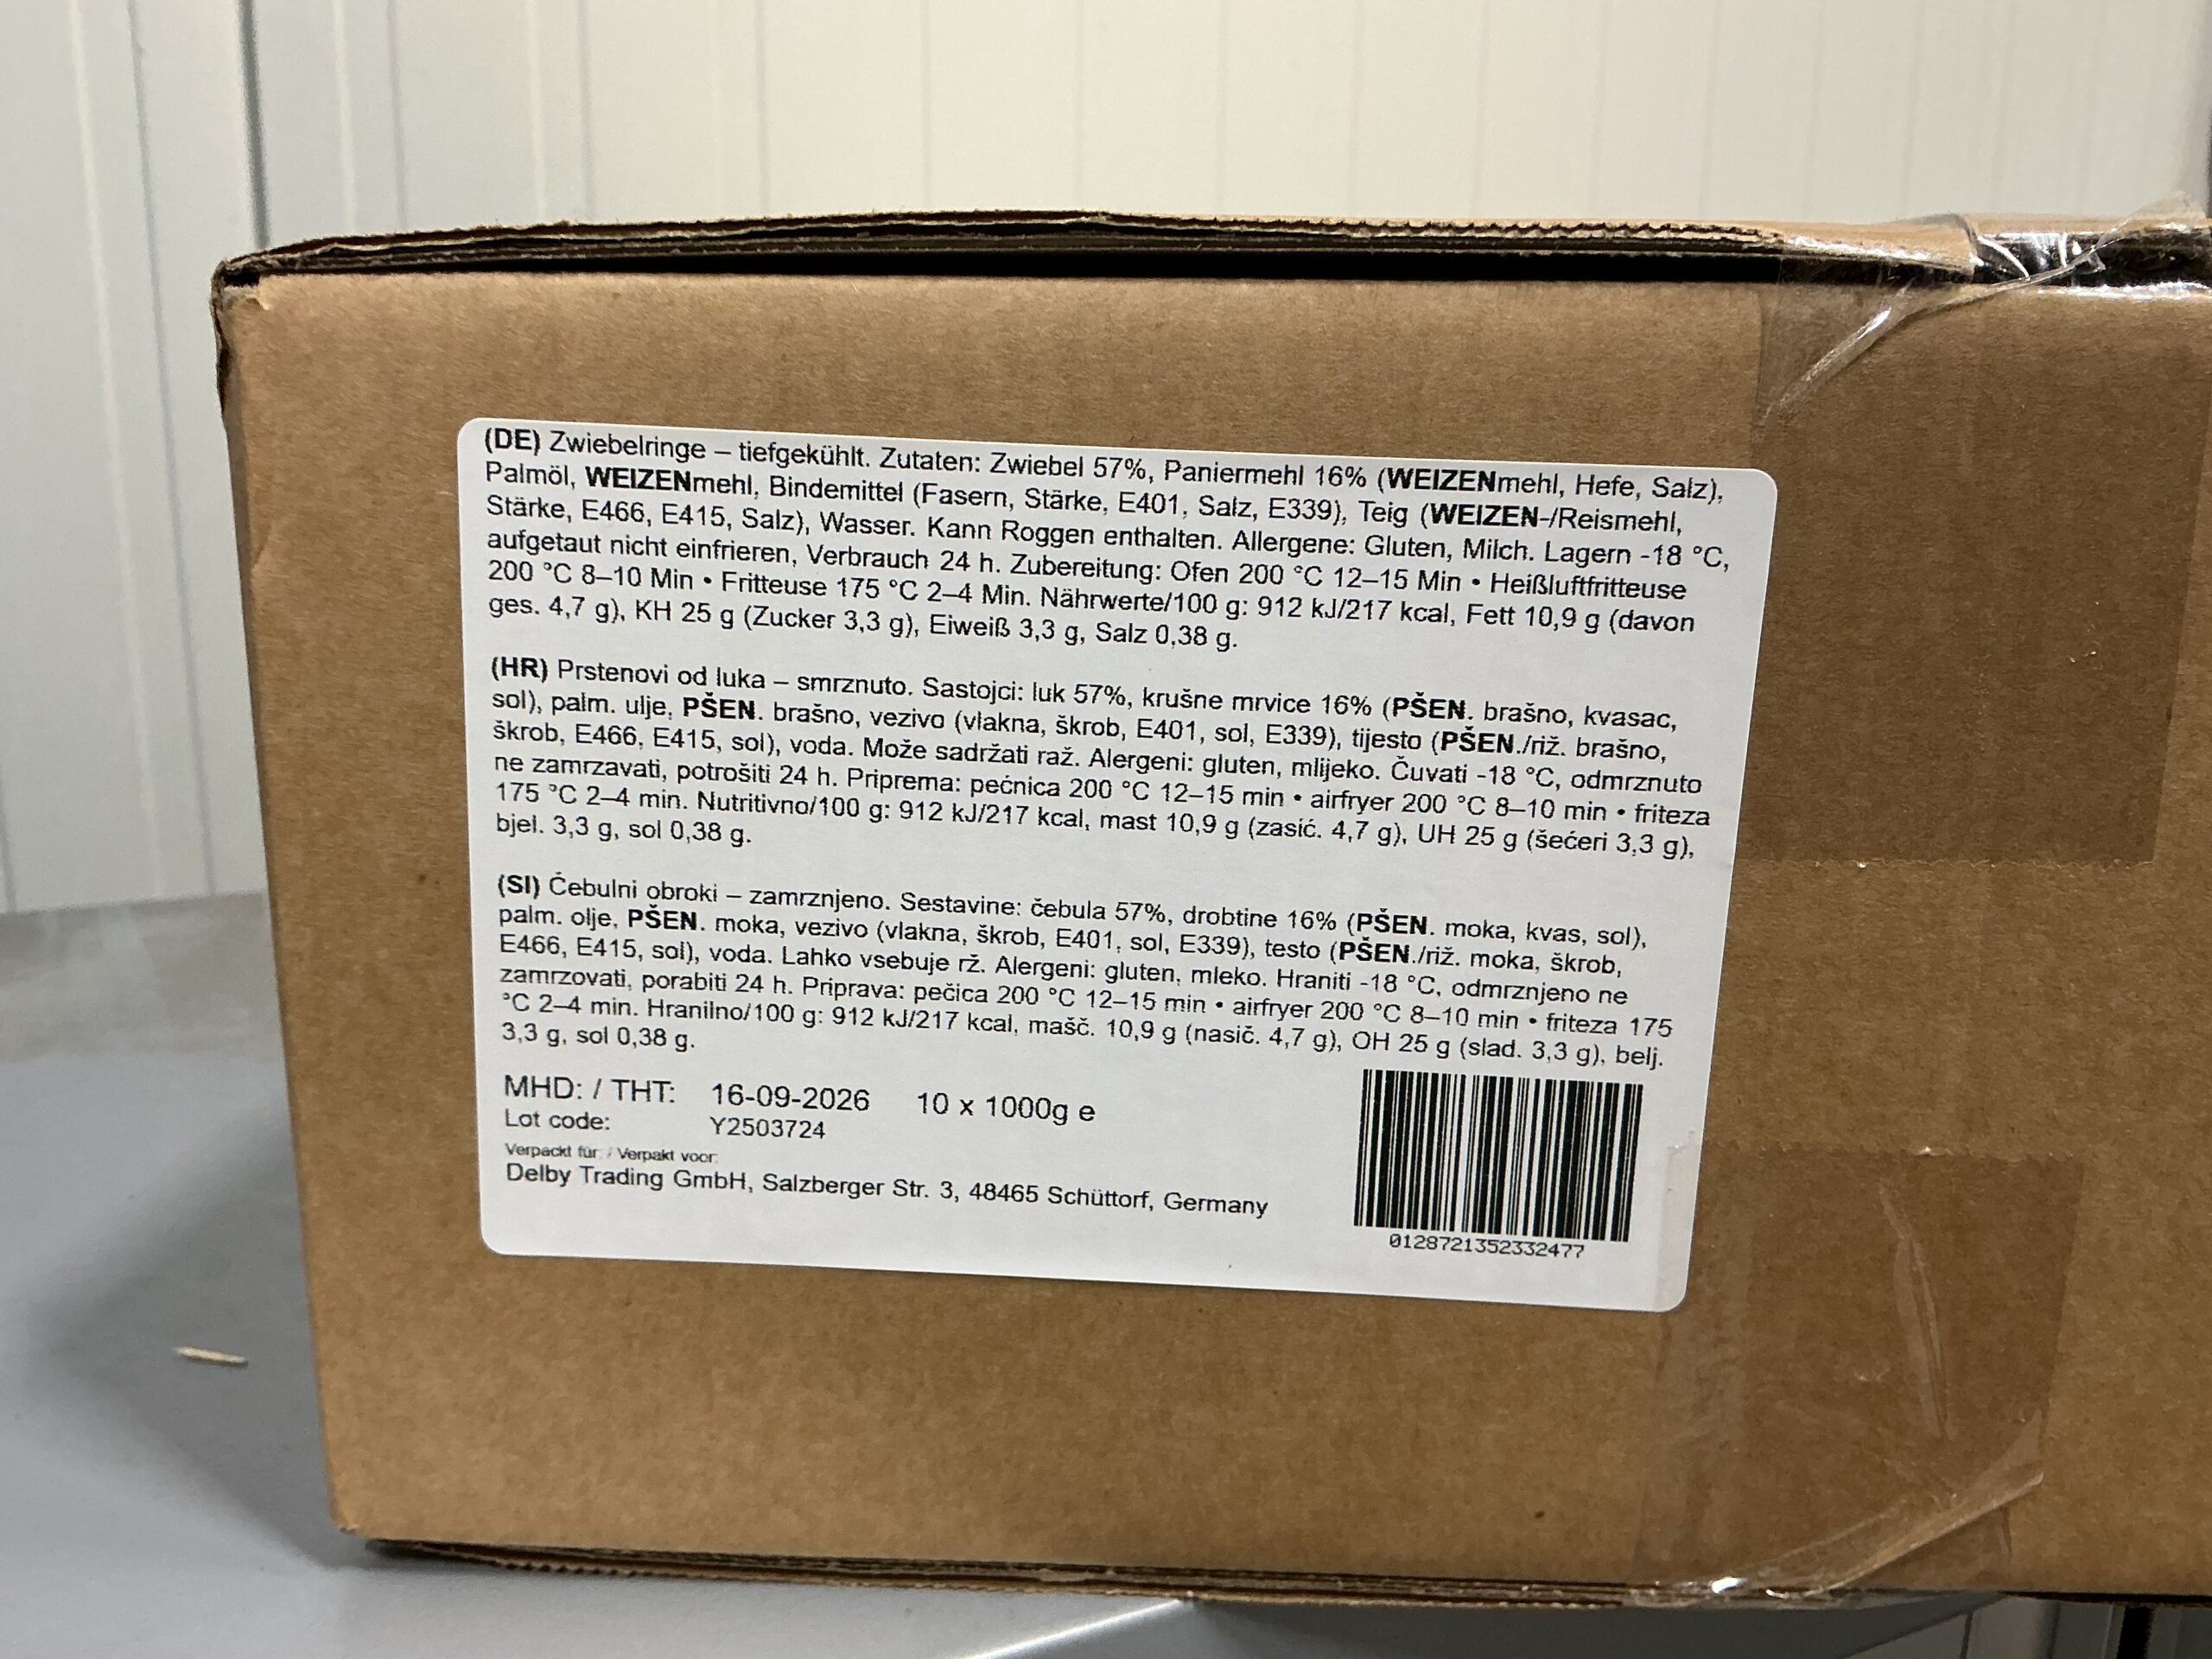 (DE) Zwiebelringe – tiefgekühlt. Zutaten: Zwiebel 57%, Paniermehl 16% (WEIZENmehl, Hefe, Salz),
Palmöl, WEIZENmehl, Bindemittel (Fasern, Stärke, E401, Salz, E339), Teig (WEIZEN-/Reismehl,
Stärke, E466, E415, Salz), Wasser. Kann Roggen enthalten. Allergene: Gluten, Milch. Lagern -18 °C,
aufgetaut nicht einfrieren, Verbrauch 24 h. Zubereitung: Ofen 200 °C 12–15 Min • Heißluftfritteuse
200 °C 8–10 Min • Fritteuse 175 °C 2–4 Min. Nährwerte/100 g: 912 kJ/217 kcal, Fett 10,9 g (davon
ges. 4,7 g), KH 25 g (Zucker 3,3 g), Eiweiß 3,3 g, Salz 0,38 g.
(HR) Prstenovi od luka – smrznuto. Sastojci: luk 57%, krušne mrvice 16% (PŠEN. brašno, kvasac,
sol), palm. ulje, PŠEN. brašno, vezivo (vlakna, škrob, E401, sol, E339), tijesto (PŠEN./riž. brašno,
škrob, E466, E415, sol), voda. Može sadržati raž. Alergeni: gluten, mlijeko. Čuvati -18 °C, odmrznuto
ne zamrzavati, potrošiti 24 h. Priprema: pećnica 200 °C 12–15 min • airfryer 200 °C 8–10 min • friteza
175 °C 2–4 min. Nutritivno/100 g: 912 kJ/217 kcal, mast 10,9 g (zasić. 4,7 g), UH 25 g (šećeri 3,3 g),
bjel. 3,3 g, sol 0,38 g.
(SI) Čebulni obroki – zamrznjeno. Sestavine: čebula 57%, drobtine 16% (PŠEN. moka, kvas, sol),
palm. olje, PŠEN. moka, vezivo (vlakna, škrob, E401, sol, E339), testo (PŠEN./riž. moka, škrob,
E466, E415, sol), voda. Lahko vsebuje rž. Alergeni: gluten, mleko. Hraniti -18 °C, odmrznjeno ne
zamrzovati, porabiti 24 h. Priprava: pečica 200 °C 12–15 min • airfryer 200 °C 8–10 min • friteza 175
°C 2–4 min. Hranilno/100 g: 912 kJ/217 kcal, mašč. 10,9 g (nasič. 4,7 g), OH 25 g (slad. 3,3 g), belj.
3,3 g, sol 0,38 g.
MHD: / THT: 16-09-2026 10 x 1000g e
Lot code: Y2503724
Verpackt für: / Verpakt voor:
Delby Trading GmbH, Salzberger Str. 3, 48465 Schüttorf, Germany
0128721352332477